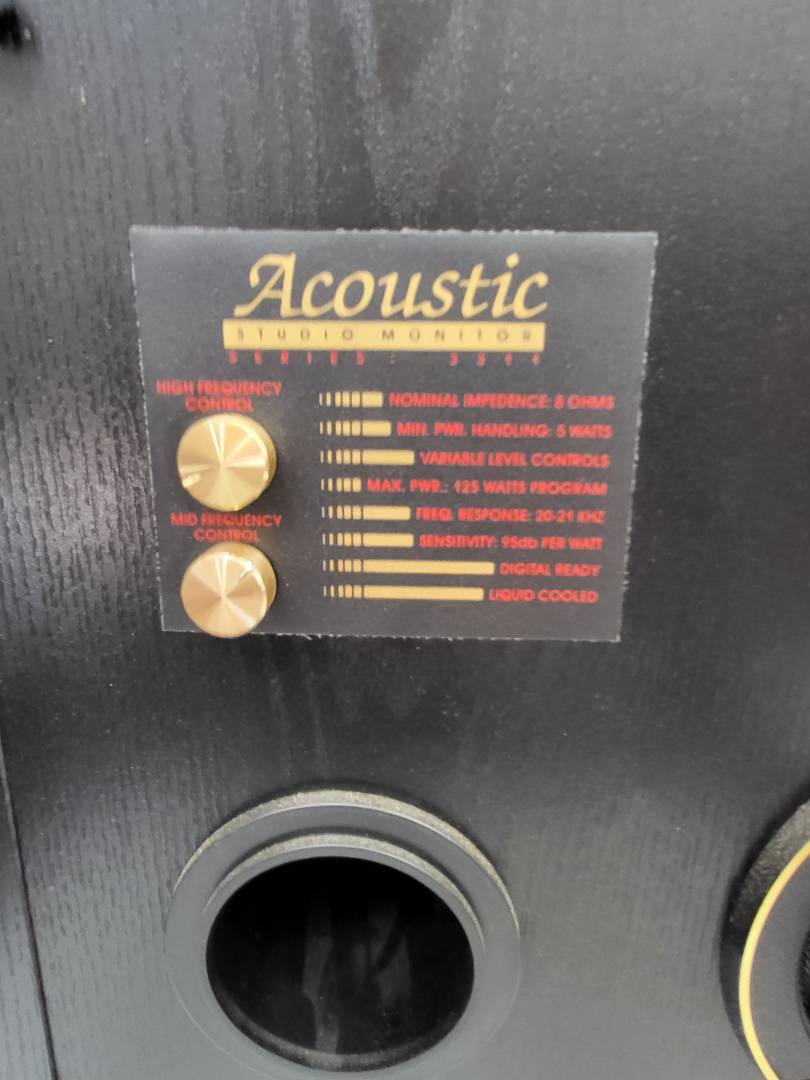 Acoustic
STUDIO MONITOR
SERIES: 3311
HIGH FREQUENCY
CONTROL
MID FREQUENCY
CONTROL
NOMINAL IMPEDENCE: 8 OHMS
MIN. PWR. HANDLING: 5 WATTS
VARIABLE LEVEL CONTROLS
MAX. PWR.: 125 WATTS PROGRAM
FREQ. RESPONSE: 20-21 KHZ
SENSITIVITY: 95db PER WATT
DIGITAL READY
LIQUID COOLED